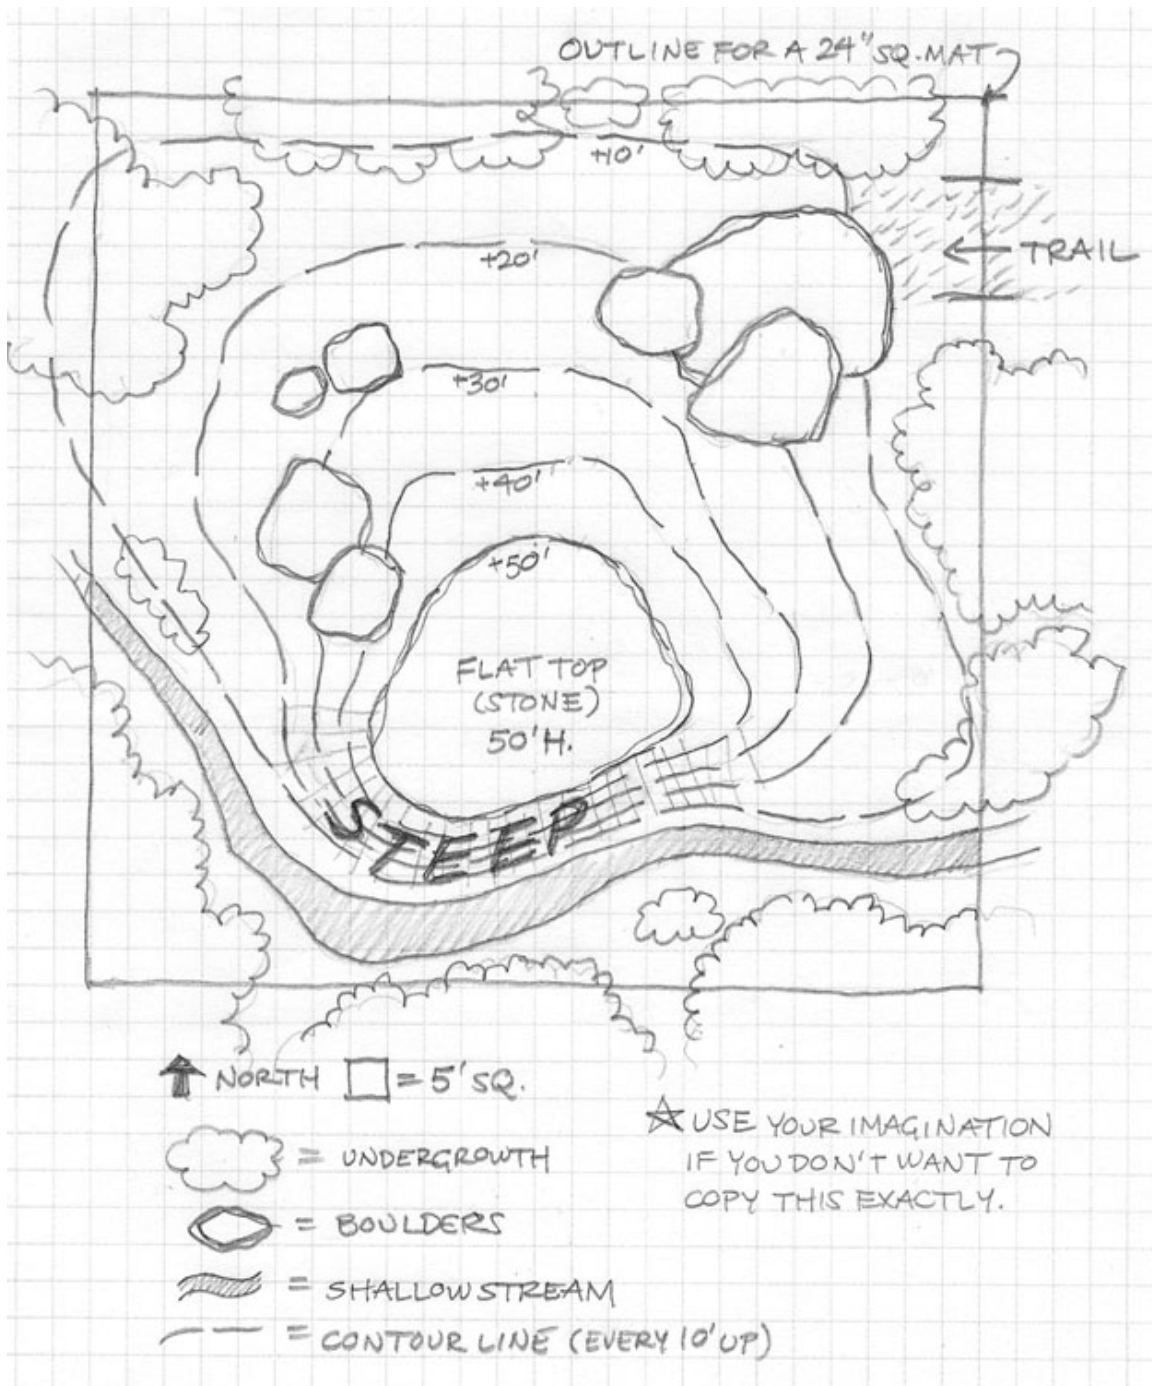 OUTLINE FOR A 24" SQ. MAT
+10'
TRAIL
+20'
+30'
+40'
+50'
FLAT TOP
(STONE)
50'H.
STEEP
NORTH = 5' SQ.
= UNDERGROWTH
= BOULDERS
= SHALLOW STREAM
= CONTOUR LINE (EVERY 10' UP)
USE YOUR IMAGINATION
IF YOU DON'T WANT TO
COPY THIS EXACTLY.